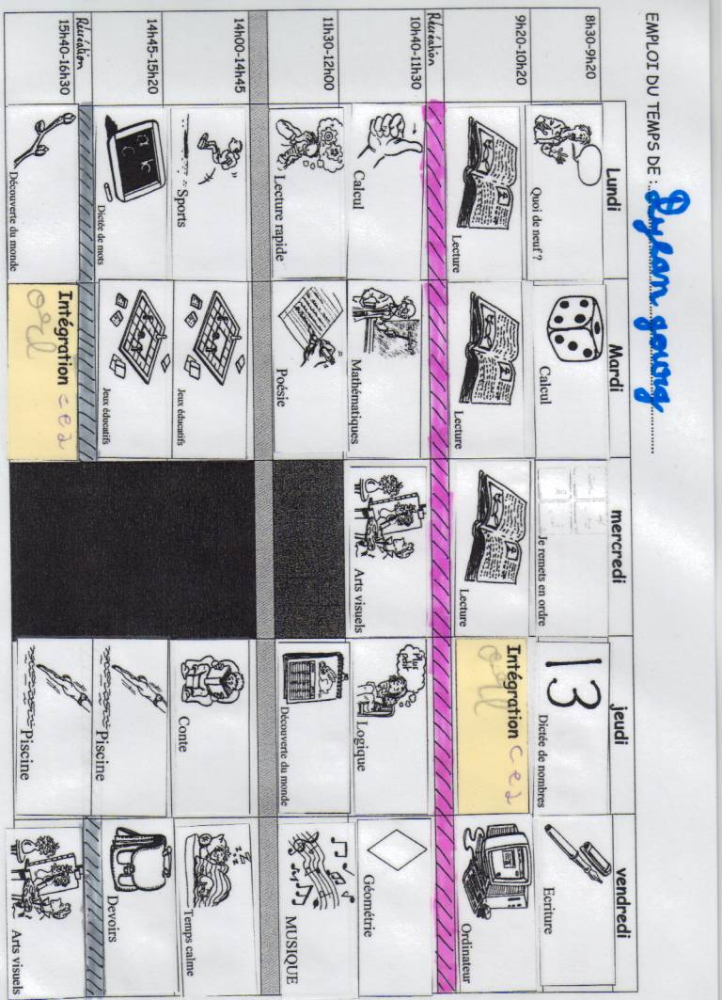 EMPLOI DU TEMPS DE :
Lundi Mardi mercredi jeudi vendredi
8h30-9h20 Quoi de neuf ? Calcul Je remets en ordre 13 Dictée de nombres Ecriture
9h20-10h20 Lecture Lecture Lecture Intégration ce2 Ordinateur
Récréation
10h40-11h30 Calcul Mathématiques Arts visuels Plus petit Logique Géométrie
11h30-12h00 Lecture rapide Poésie Découverte du monde MUSIQUE
14h00-14h45 Sports Jeux éducatifs Conte Temps calme
14h45-15h20 a b c Dictée de mots Jeux éducatifs Piscine Devoirs
Récréation
15h40-16h30 Découverte du monde Intégration ce2 Piscine Arts visuels